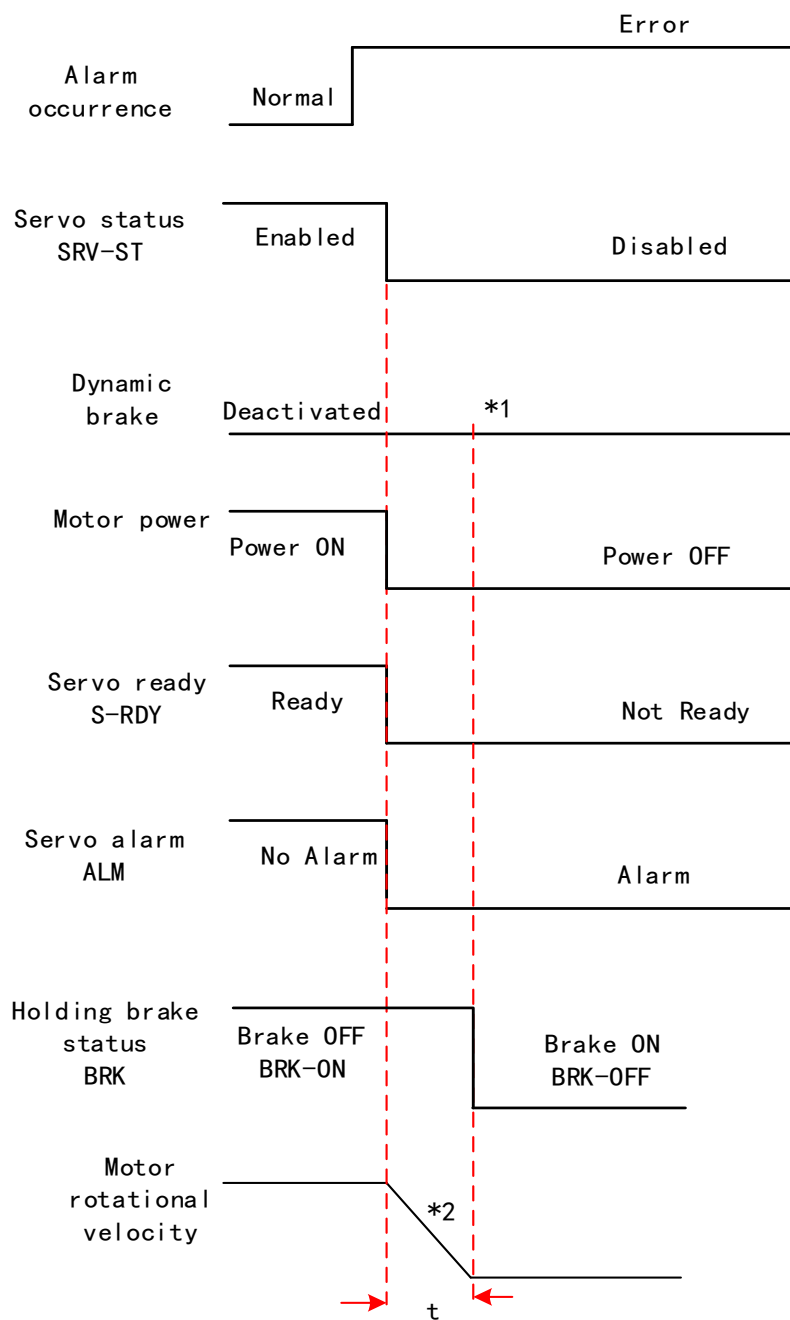 Error
Alarm
occurrence
Normal
Servo status
SRV-ST
Enabled
Disabled
Dynamic
brake
Deactivated
*1
Motor power
Power ON
Power OFF
Servo ready
S-RDY
Ready
Not Ready
Servo alarm
ALM
No Alarm
Alarm
Holding brake
status
BRK
Brake OFF
BRK-ON
Brake ON
BRK-OFF
Motor
rotational
velocity
*2
t